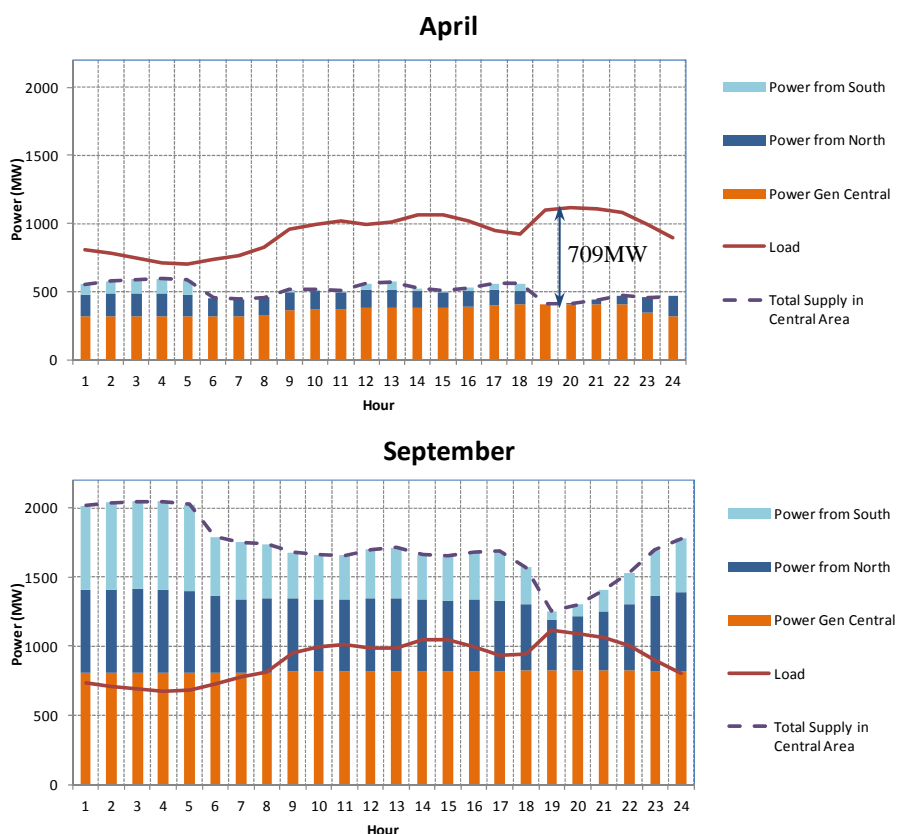 April
2000
1500
1000
500
0
Power (MW)
709MW
1 2 3 4 5 6 7 8 9 10 11 12 13 14 15 16 17 18 19 20 21 22 23 24
Hour
Power from South
Power from North
Power Gen Central
Load
Total Supply in
Central Area
September
2000
1500
1000
500
0
Power (MW)
1 2 3 4 5 6 7 8 9 10 11 12 13 14 15 16 17 18 19 20 21 22 23 24
Hour
Power from South
Power from North
Power Gen Central
Load
Total Supply in
Central Area